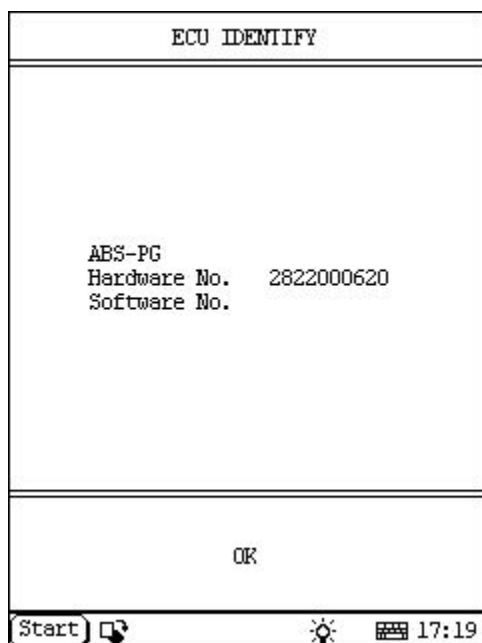 ECU IDENTIFY
ABS-PG
Hardware No. 2822000620
Software No.
OK
Start 17:19